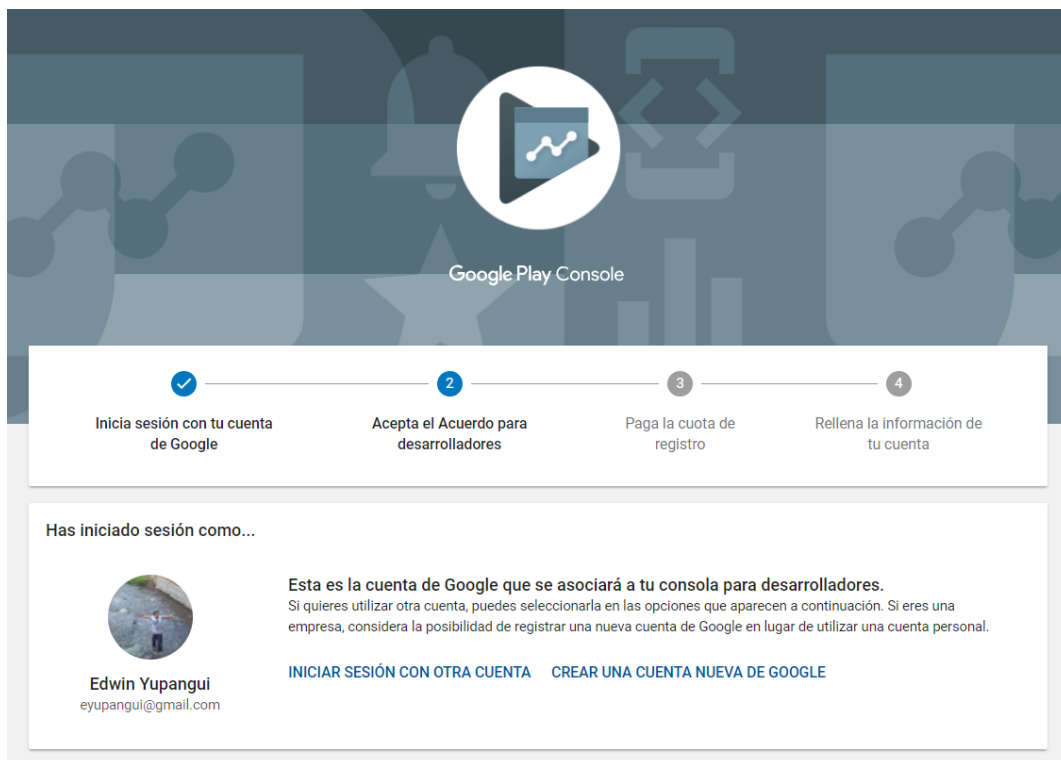 Google Play Console
2
3
4
Inicia sesión con tu cuenta
de Google
Acepta el Acuerdo para
desarrolladores
Paga la cuota de
registro
Rellena la información de
tu cuenta
Has iniciado sesión como...
Esta es la cuenta de Google que se asociará a tu consola para desarrolladores.
Si quieres utilizar otra cuenta, puedes seleccionarla en las opciones que aparecen a continuación. Si eres una
empresa, considera la posibilidad de registrar una nueva cuenta de Google en lugar de utilizar una cuenta personal.
INICIAR SESIÓN CON OTRA CUENTA CREAR UNA CUENTA NUEVA DE GOOGLE
Edwin Yupangui
eyupangui@gmail.com